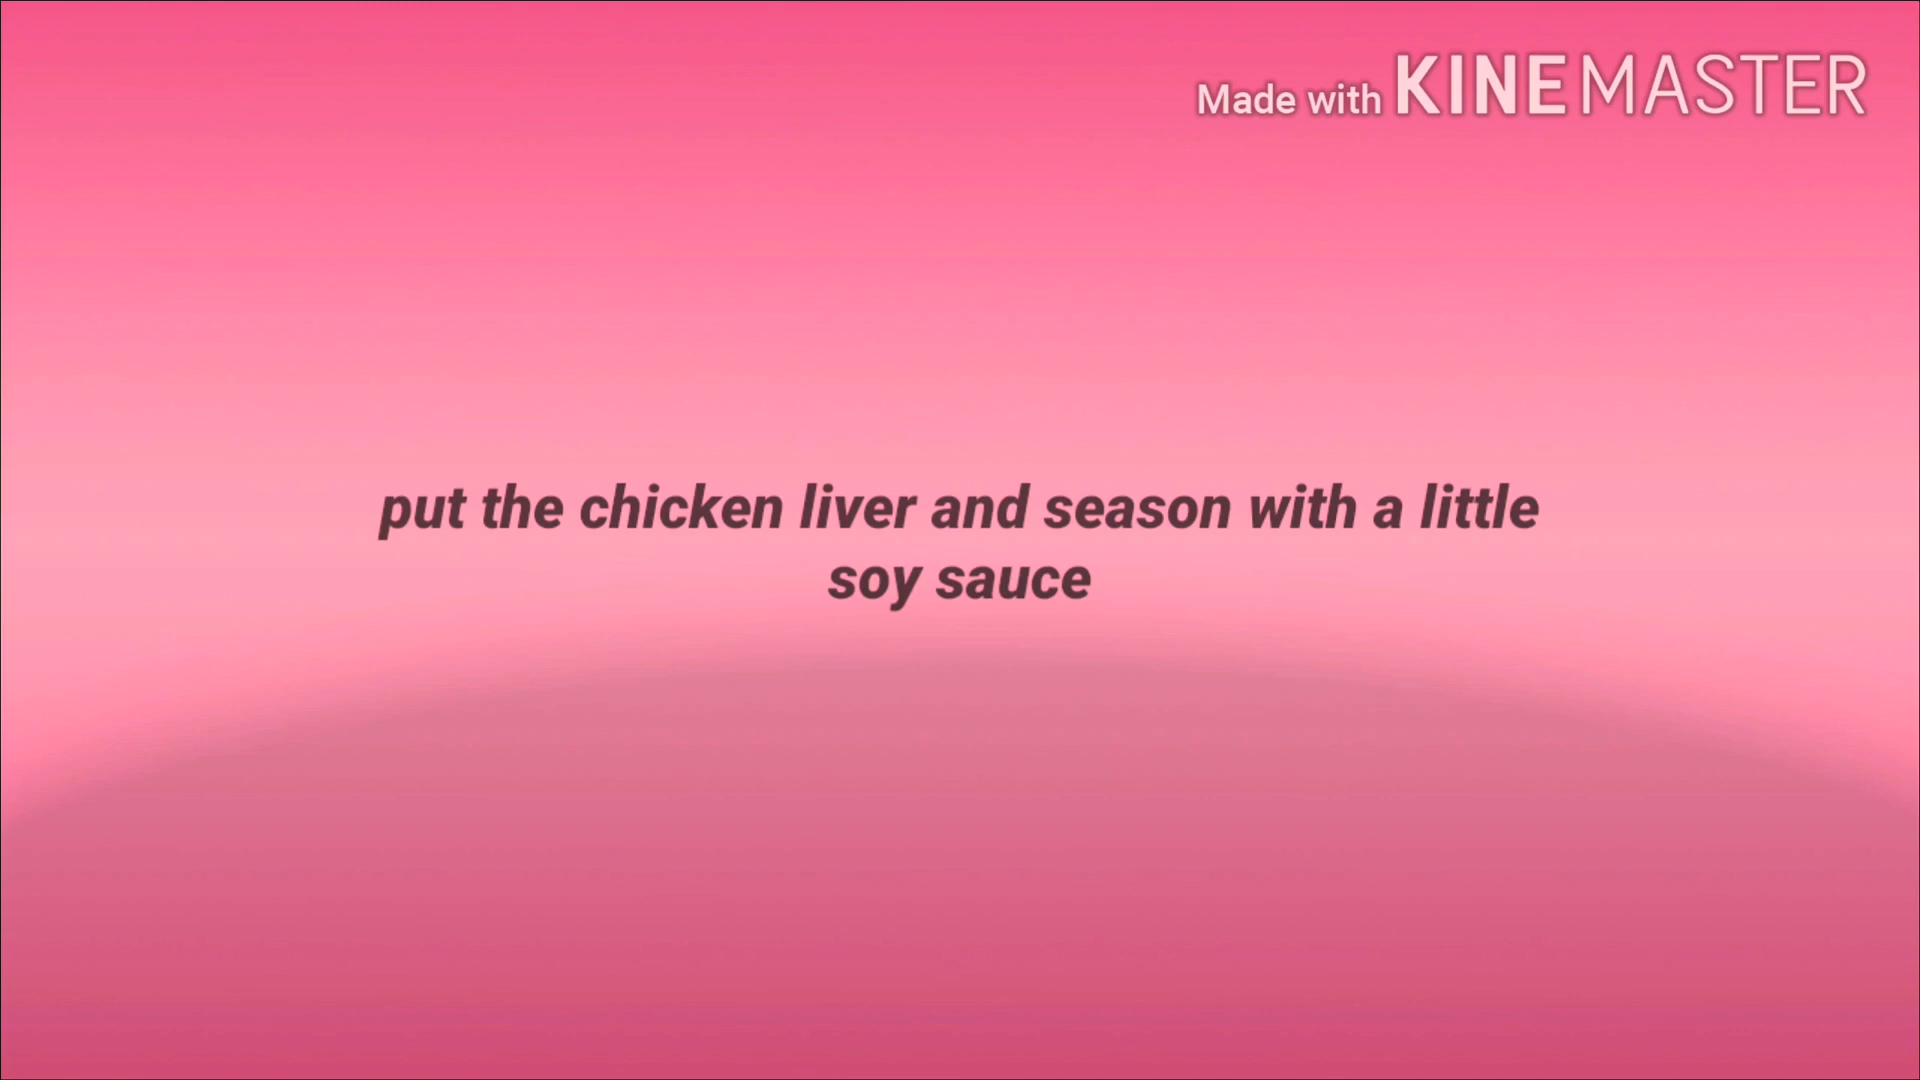 Made with KINEMASTER
put the chicken liver and season with a little
soy sauce